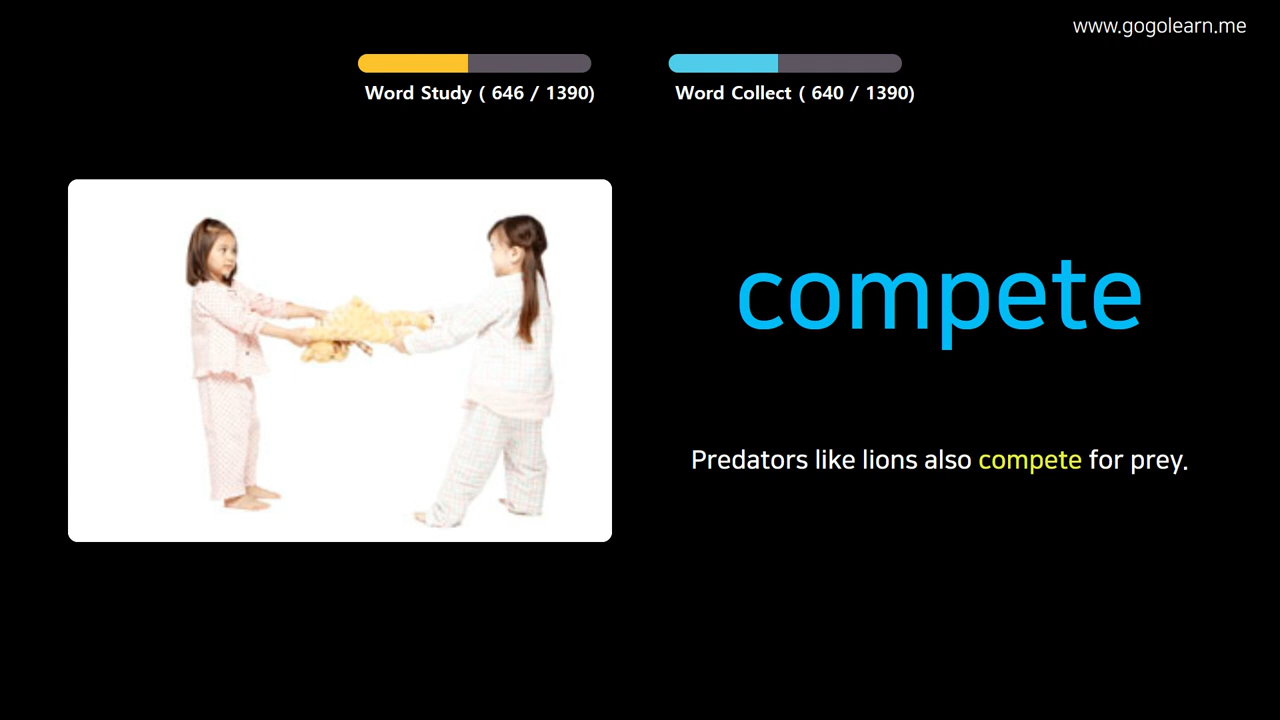 www.gogolearn.me
Word Study ( 646 / 1390)
Word Collect ( 640 / 1390)
compete
Predators like lions also compete for prey.